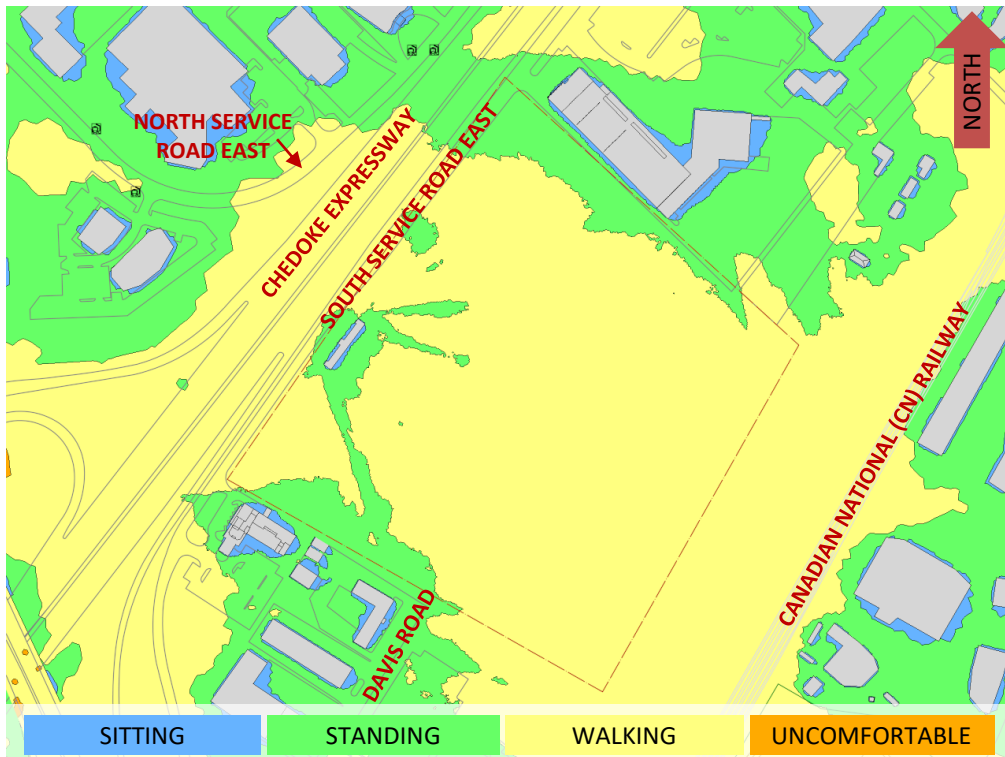 NORTH
NORTH SERVICE
ROAD EAST
CHEDOKE EXPRESSWAY
SOUTH SERVICE ROAD EAST
CANADIAN NATIONAL (CN) RAILWAY
DAVIS ROAD
SITTING
STANDING
WALKING
UNCOMFORTABLE